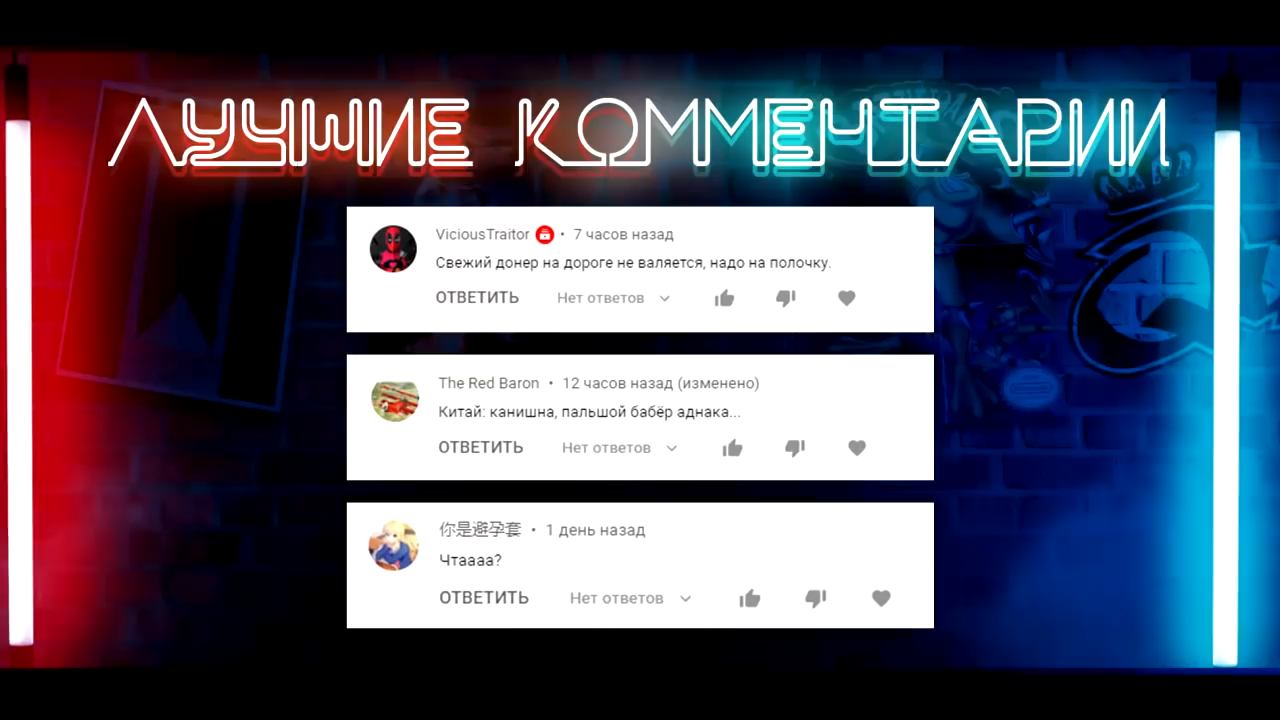 ЛУЧШИЕ КОММЕНТАРИИ
ViciousTraitor • 7 часов назад
Свежий донер на дороге не валяется, надо на полочку.
ОТВЕТИТЬ Нет ответов
The Red Baron • 12 часов назад (изменено)
Китай: канишна, пальшой бабёр аднака...
ОТВЕТИТЬ Нет ответов
你是避孕套 • 1 день назад
Чтаааа?
ОТВЕТИТЬ Нет ответов